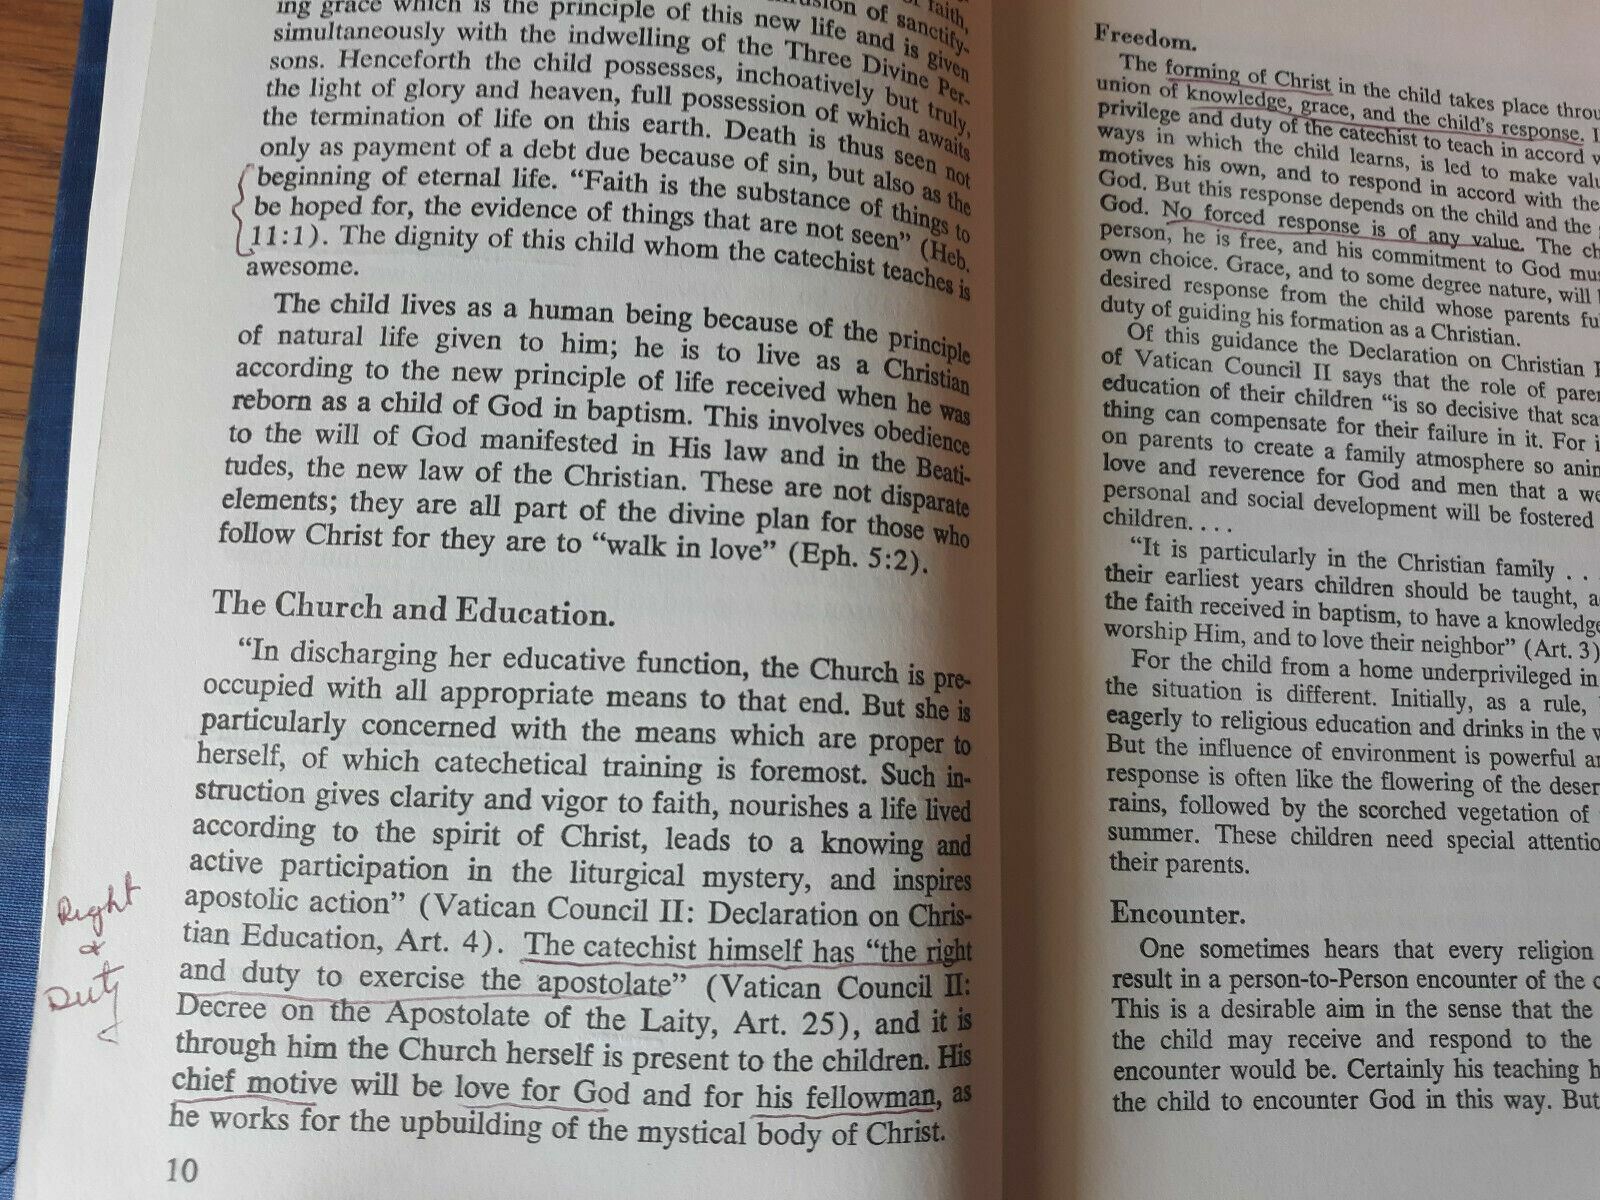 faith,
of sanctify-
ing grace which is the principle of this new life and is given
simultaneously with the indwelling of the Three Divine Per-
sons. Henceforth the child possesses, inchoatively but truly,
the light of glory and heaven, full possession of which awaits
the termination of life on this earth. Death is thus seen not
only as payment of a debt due because of sin, but also as the
beginning of eternal life. “Faith is the substance of things to
be hoped for, the evidence of things that are not seen” (Heb.
11:1). The dignity of this child whom the catechist teaches is
awesome.
The child lives as a human being because of the principle
of natural life given to him; he is to live as a Christian
according to the new principle of life received when he was
reborn as a child of God in baptism. This involves obedience
to the will of God manifested in His law and in the Beati-
tudes, the new law of the Christian. These are not disparate
elements; they are all part of the divine plan for those who
follow Christ for they are to “walk in love” (Eph. 5:2).
The Church and Education.
“In discharging her educative function, the Church is pre-
occupied with all appropriate means to that end. But she is
particularly concerned with the means which are proper to
herself, of which catechetical training is foremost. Such in-
struction gives clarity and vigor to faith, nourishes a life lived
according to the spirit of Christ, leads to a knowing and
active participation in the liturgical mystery, and inspires
apostolic action” (Vatican Council II: Declaration on Chris-
tian Education, Art. 4). The catechist himself has “the right
and duty to exercise the apostolate” (Vatican Council II:
Decree on the Apostolate of the Laity, Art. 25), and it is
through him the Church herself is present to the children. His
chief motive will be love for God and for his fellowman, as
he works for the upbuilding of the mystical body of Christ.
10
Right
&
Duty
Freedom.
The forming of Christ in the child takes place
union of knowledge, grace, and the child's response.
privilege and duty of the catechist to teach in accord
ways in which the child learns, is led to make
motives his own, and to respond in accord with the
God. But this response depends on the child and the
God. No forced response is of any value. The
person, he is free, and his commitment to God
own choice. Grace, and to some degree nature, will
desired response from the child whose parents
duty of guiding his formation as a Christian.
Of this guidance the Declaration on Christian
of Vatican Council II says that the role of
education of their children “is so decisive that
thing can compensate for their failure in it. For
on parents to create a family atmosphere so
love and reverence for God and men that a
personal and social development will be fostered
children. . . .
“It is particularly in the Christian family . .
their earliest years children should be taught,
the faith received in baptism, to have a knowledge
worship Him, and to love their neighbor” (Art. 3)
For the child from a home underprivileged in
the situation is different. Initially, as a rule,
eagerly to religious education and drinks in the
But the influence of environment is powerful
response is often like the flowering of the
rains, followed by the scorched vegetation of
summer. These children need special
their parents.
Encounter.
One sometimes hears that every religion
result in a person-to-Person encounter of the
This is a desirable aim in the sense that the
the child may receive and respond to the
encounter would be. Certainly his teaching
the child to encounter God in this way. But